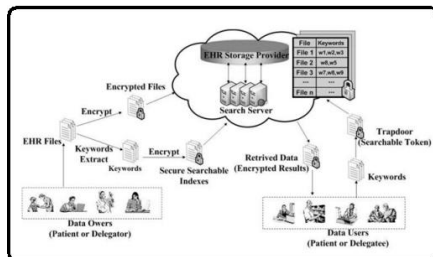 EHR Storage Provider
Search Server
File Keywords
File 1 w1,w2,w3
File 2 w6,w5
File 3 w7,w8,w9
... ...
File n ...
Encrypted Files
Encrypt
EHR Files
Keywords
Extract
Keywords
Encrypt
Secure Searchable
Indexes
Retrived Data
(Encrypted Results)
Trapdoor
(Searchable Token)
Keywords
Data Owers
(Patient or Delegator)
Data Users
(Patient or Delegatee)